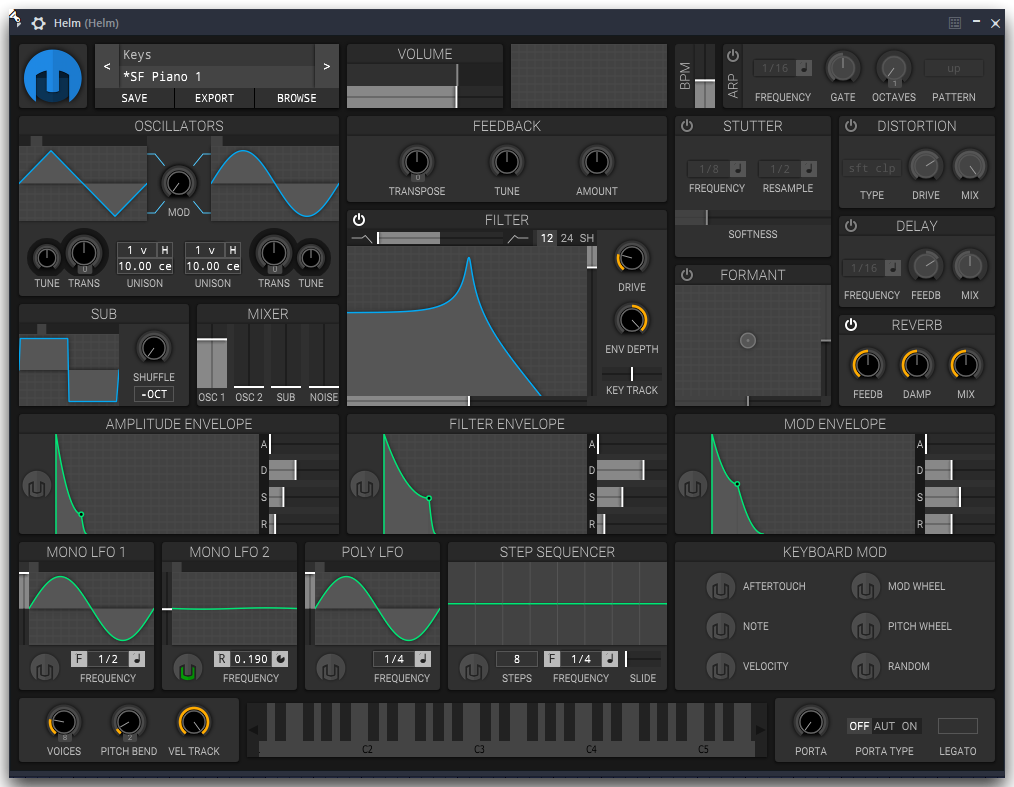 Helm (Helm)
Keys
< *SF Piano 1 >
SAVE EXPORT BROWSE
VOLUME
BPM
ARP
1/16 up
FREQUENCY GATE OCTAVES PATTERN
1
OSCILLATORS
MOD
0 1 v H 1 v H 0
10.00 ce 10.00 ce
TUNE TRANS UNISON UNISON TRANS TUNE
FEEDBACK
0
TRANSPOSE TUNE AMOUNT
STUTTER
1/8 1/2
FREQUENCY RESAMPLE
SOFTNESS
DISTORTION
sft clp
TYPE DRIVE MIX
FILTER
12 24 SH
DRIVE
ENV DEPTH
KEY TRACK
DELAY
1/16
FREQUENCY FEEDB MIX
FORMANT
REVERB
FEEDB DAMP MIX
SUB
SHUFFLE
-OCT
MIXER
OSC 1 OSC 2 SUB NOISE
AMPLITUDE ENVELOPE
A
D
S
R
FILTER ENVELOPE
A
D
S
R
MOD ENVELOPE
A
D
S
R
MONO LFO 1
F 1/2
FREQUENCY
MONO LFO 2
R 0.190
FREQUENCY
POLY LFO
1/4
FREQUENCY
STEP SEQUENCER
8 F 1/4
STEPS FREQUENCY SLIDE
KEYBOARD MOD
AFTERTOUCH MOD WHEEL
NOTE PITCH WHEEL
VELOCITY RANDOM
8 2
VOICES PITCH BEND VEL TRACK
C2 C3 C4 C5
OFF AUT ON
PORTA PORTA TYPE LEGATO